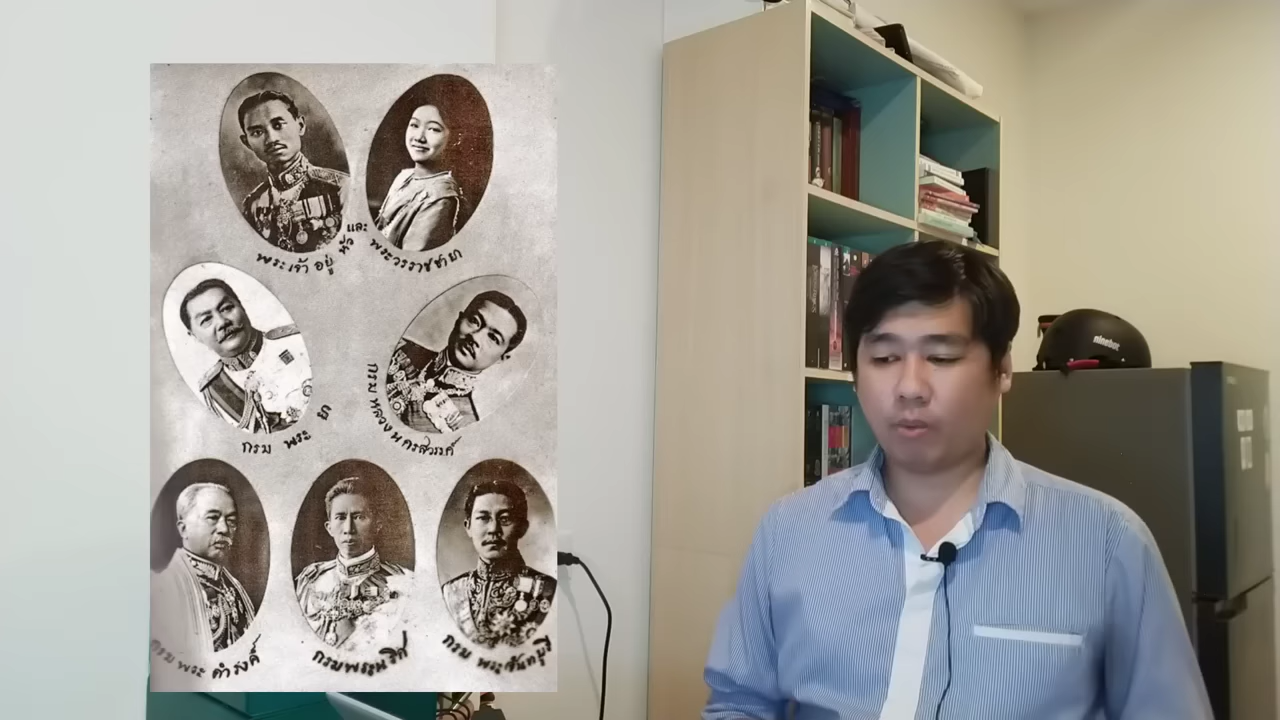 พระเจ้าอยู่หัว
และ
พระวรราชชายา
กรม พระ ยา
กรมหลวงนครสวรรค์
กรม พระ ดำรงค์
กรมพระนริศ
กรม พระจันทบุรี
ninebot